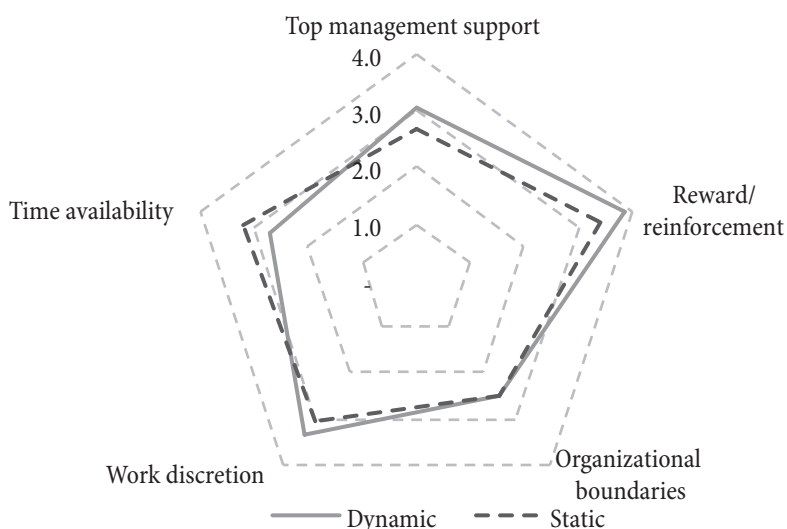 Top management support
4.0
3.0
2.0
1.0
-
Time availability
Reward/
reinforcement
Work discretion
Organizational
boundaries
Dynamic
Static